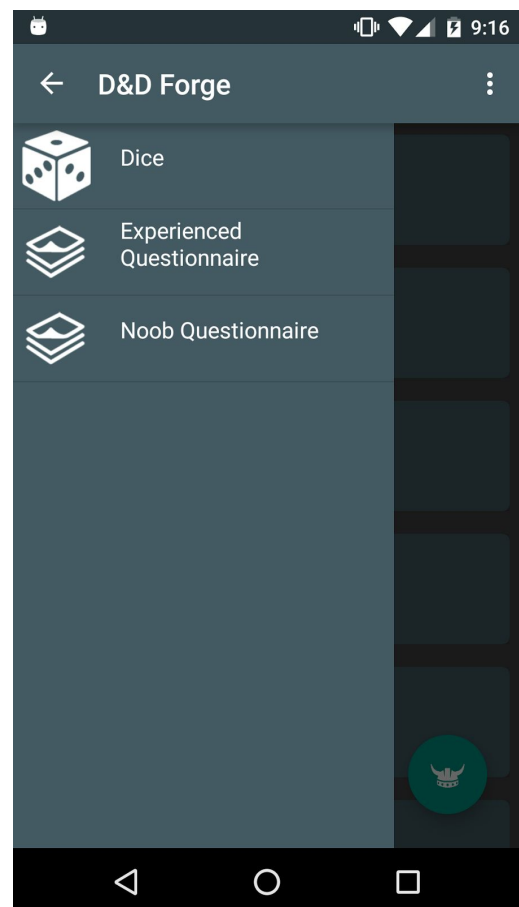 9:16
D&D Forge
Dice
Experienced
Questionnaire
Noob Questionnaire